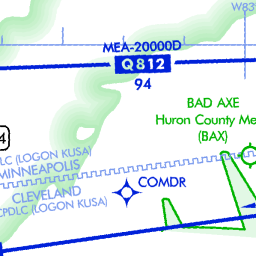 W83
MEA-20000D
Q812
94
BAD AXE
Huron County Me
(BAX)
4
LC (LOGON KUSA)
MINNEAPOLIS
CLEVELAND
CPDLC (LOGON KUSA)
COMDR